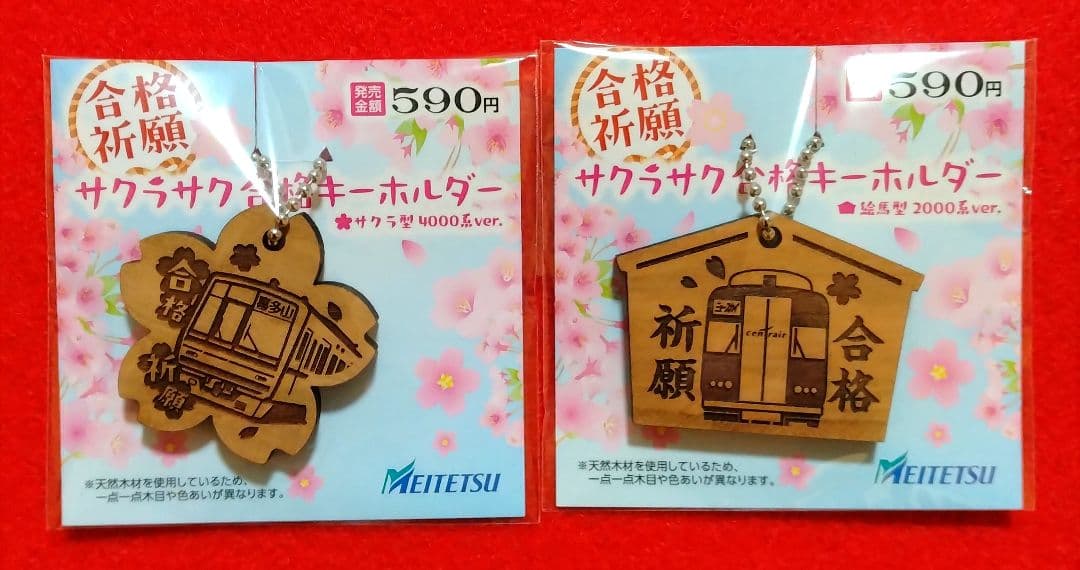 合格
祈願
発売
金額
590円
サクラサク合格キーホルダー
サクラ型 4000系ver.
合格
祈願
喜多山
※天然木材を使用しているため、
一点一点木目や色あいが異なります。
MEITETSU
合格
祈願
590円
サクラサク合格キーホルダー
絵馬型 2000系ver.
合格
祈願
centrair
※天然木材を使用しているため、
一点一点木目や色あいが異なります。
MEITETSU